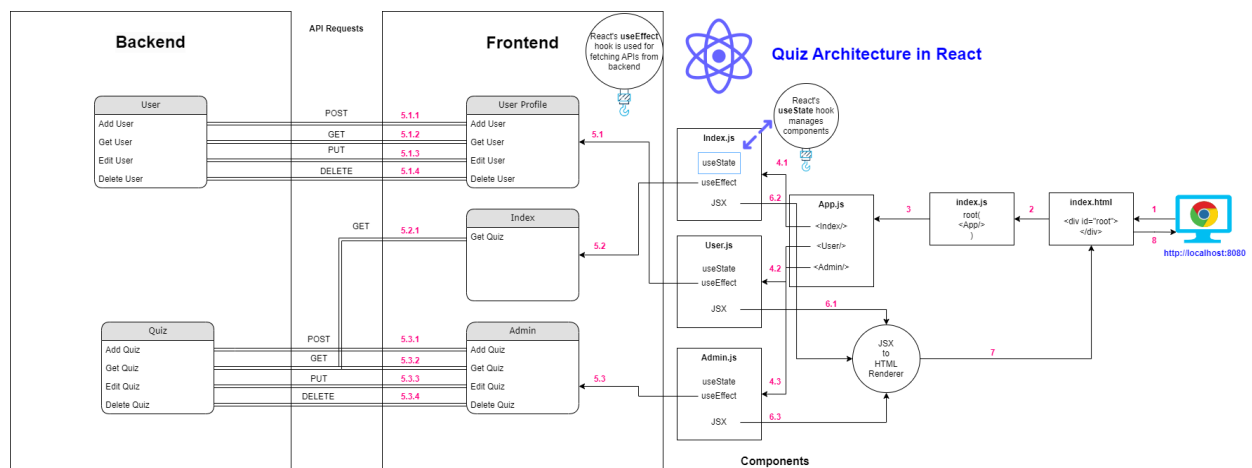 Backend
API Requests
Frontend
React's useEffect
hook is used for
fetching APIs from
backend
Quiz Architecture in React
React's
useState hook
manages
components
User
Add User
Get User
Edit User
Delete User
POST
5.1.1
GET
5.1.2
PUT
5.1.3
DELETE
5.1.4
User Profile
Add User
Get User
Edit User
Delete User
5.1
GET
5.2.1
Index
Get Quiz
5.2
Quiz
Add Quiz
Get Quiz
Edit Quiz
Delete Quiz
POST
5.3.1
GET
5.3.2
PUT
5.3.3
DELETE
5.3.4
Admin
Add Quiz
Get Quiz
Edit Quiz
Delete Quiz
5.3
Index.js
useState
useEffect
JSX
4.1
6.2
User.js
useState
useEffect
JSX
4.2
6.1
Admin.js
useState
useEffect
JSX
4.3
6.3
App.js
<Index/>
<User/>
<Admin/>
3
index.js
root(
<App/>
)
2
index.html
<div id="root">
</div>
1
8
http://localhost:8080
JSX
to
HTML
Renderer
7
Components